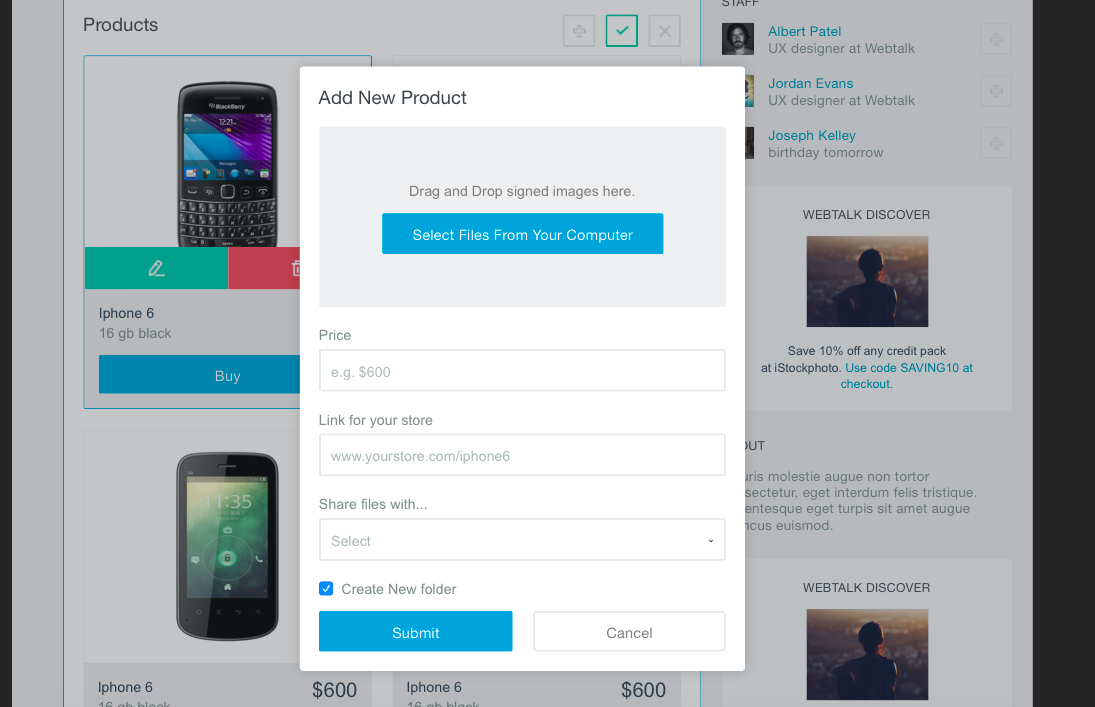 Products
STAFF
Albert Patel
UX designer at Webtalk
Jordan Evans
UX designer at Webtalk
Joseph Kelley
birthday tomorrow
BlackBerry
12:21
Messages
Iphone 6
16 gb black
Buy
11:35
Iphone 6
$600
16 gb black
Iphone 6
$600
16 gb black
Add New Product
Drag and Drop signed images here.
Select Files From Your Computer
Price
e.g. $600
Link for your store
www.yourstore.com/iphone6
Share files with...
Select
Create New folder
Submit
Cancel
WEBTALK DISCOVER
Save 10% off any credit pack
at iStockphoto. Use code SAVING10 at
checkout.
OUT
uris molestie augue non tortor
sectetur, eget interdum felis tristique.
entesque eget turpis sit amet augue
ncus euismod.
WEBTALK DISCOVER